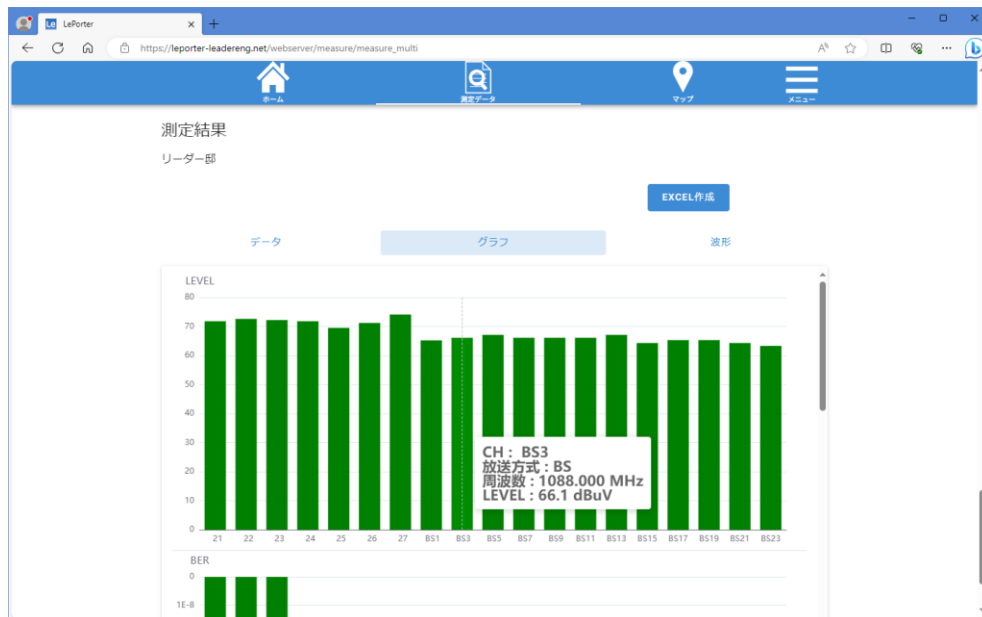 Le LePorter
https://leporter-leadereng.net/webserver/measure/measure_multi
ホーム 測定データ マップ メニュー
測定結果
リーダー邸
EXCEL作成
データ グラフ 波形
LEVEL
80
70
60
50
40
30
20
10
0
CH : BS3
放送方式 : BS
周波数 : 1088.000 MHz
LEVEL : 66.1 dBuV
21 22 23 24 25 26 27 BS1 BS3 BS5 BS7 BS9 BS11 BS13 BS15 BS17 BS19 BS21 BS23
BER
0
1E-8